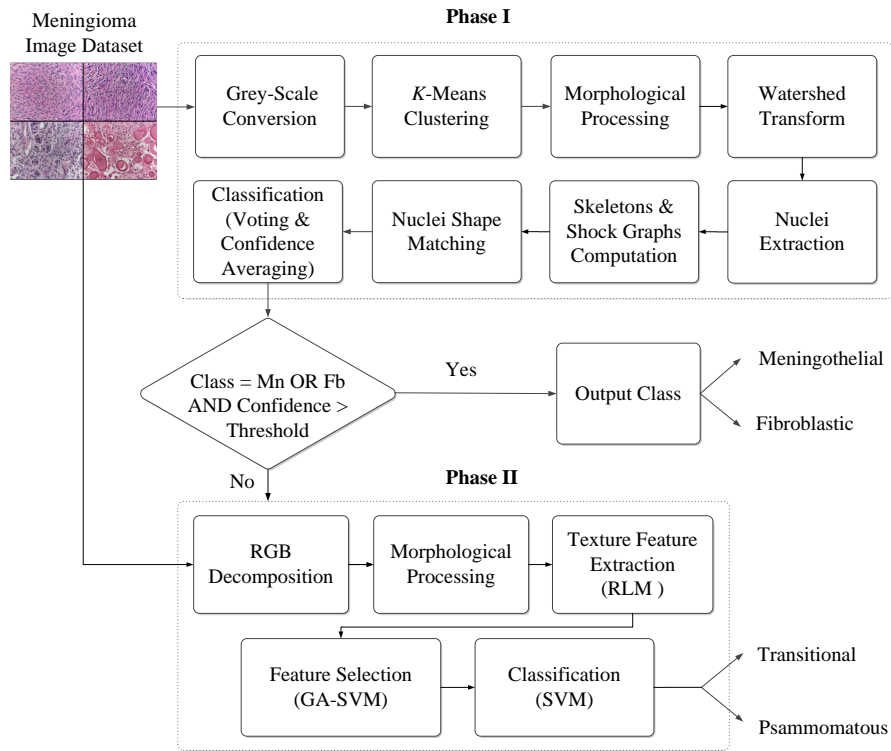 Meningioma
Image Dataset
Phase I
Grey-Scale
Conversion
K-Means
Clustering
Morphological
Processing
Watershed
Transform
Nuclei
Extraction
Skeletons &
Shock Graphs
Computation
Nuclei Shape
Matching
Classification
(Voting &
Confidence
Averaging)
Class = Mn OR Fb
AND Confidence >
Threshold
Yes
Output Class
Meningothelial
Fibroblastic
No
Phase II
RGB
Decomposition
Morphological
Processing
Texture Feature
Extraction
(RLM )
Feature Selection
(GA-SVM)
Classification
(SVM)
Transitional
Psammomatous